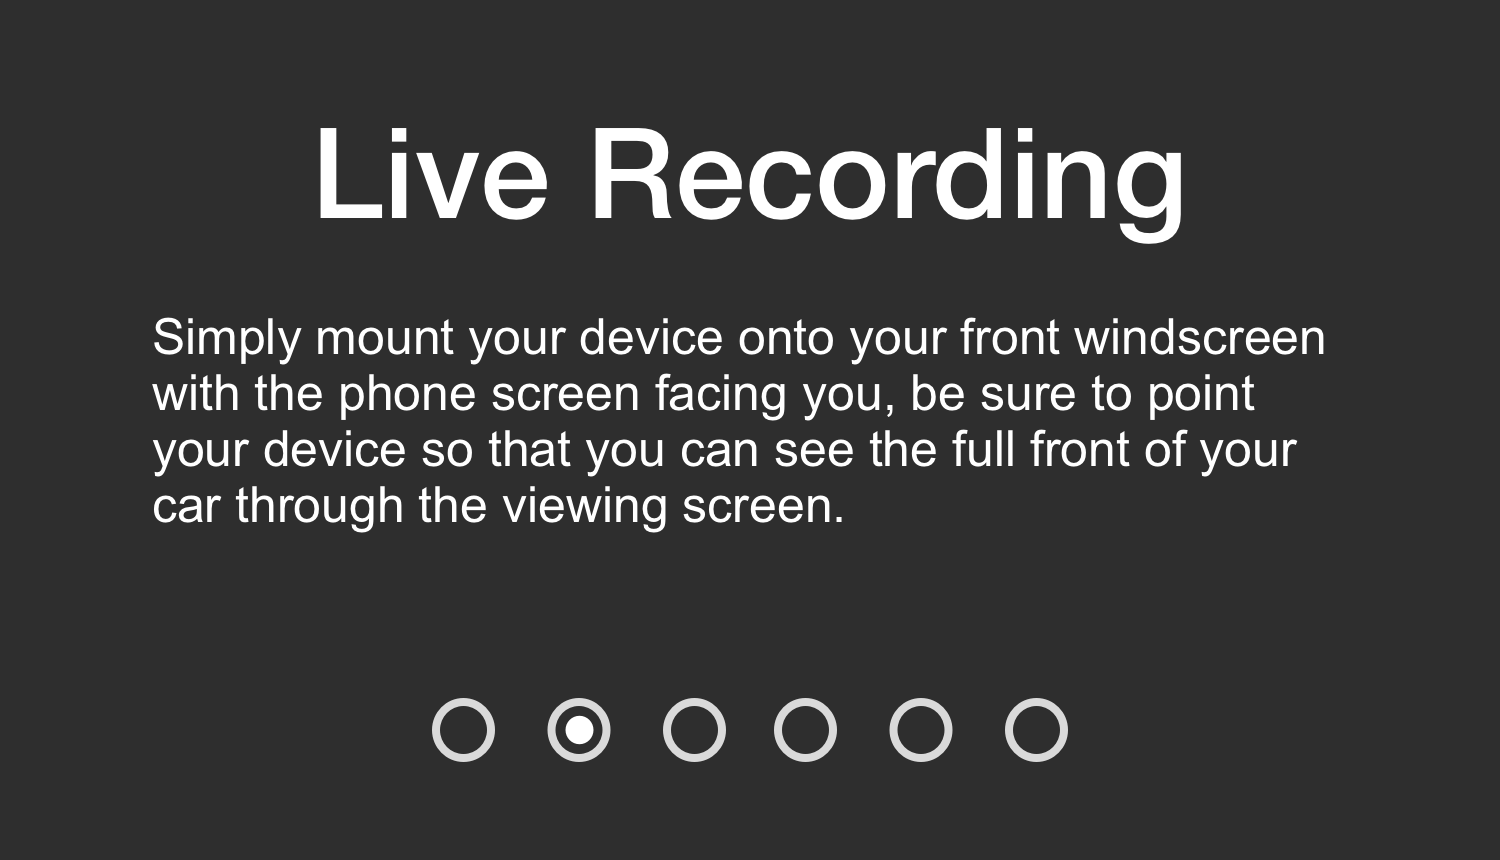 Live Recording
Simply mount your device onto your front windscreen
with the phone screen facing you, be sure to point
your device so that you can see the full front of your
car through the viewing screen.